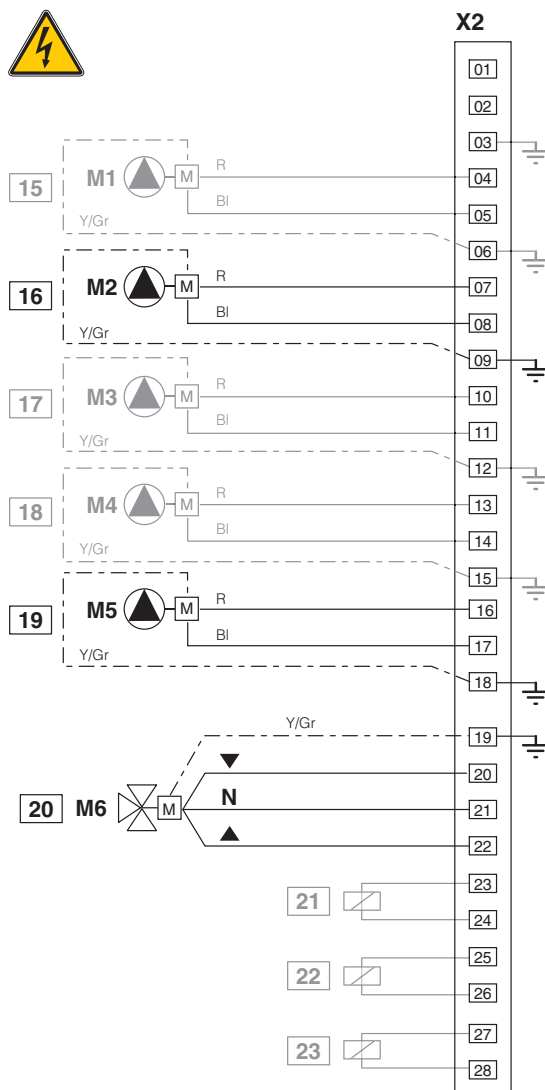 X2
01
02
03
R
04
15 M1 M
Bl
05
Y/Gr
06
R
07
16 M2 M
Bl
08
Y/Gr
09
R
10
17 M3 M
Bl
11
Y/Gr
12
R
13
18 M4 M
Bl
14
Y/Gr
15
R
16
19 M5 M
Bl
17
Y/Gr
18
Y/Gr
19
20
20 M6 M N 21
22
23
21
24
25
22
26
27
23
28